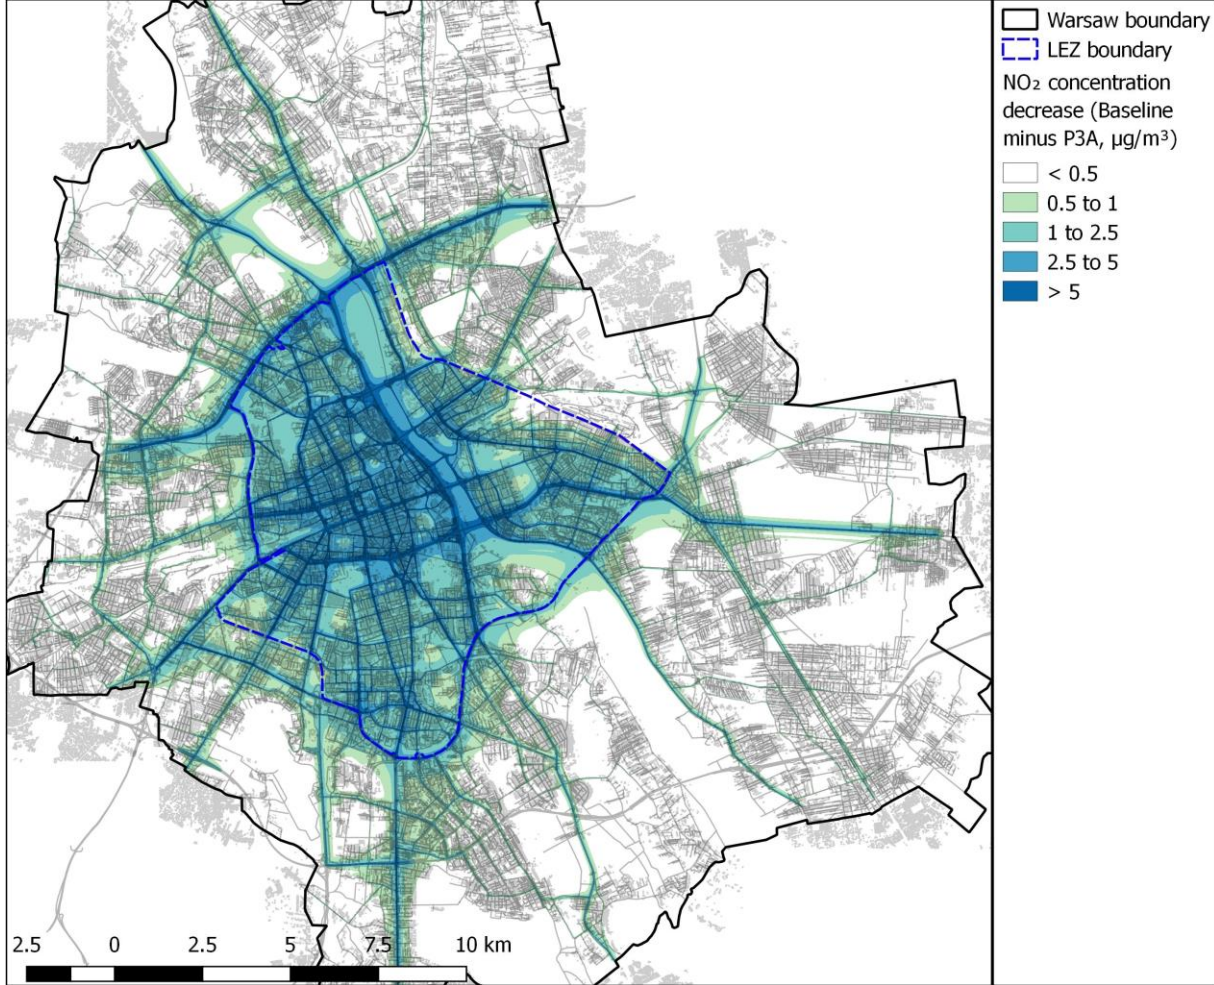 Warsaw boundary
LEZ boundary
NO₂ concentration
decrease (Baseline
minus P3A, µg/m³)
< 0.5
0.5 to 1
1 to 2.5
2.5 to 5
> 5
2.5 0 2.5 5 7.5 10 km